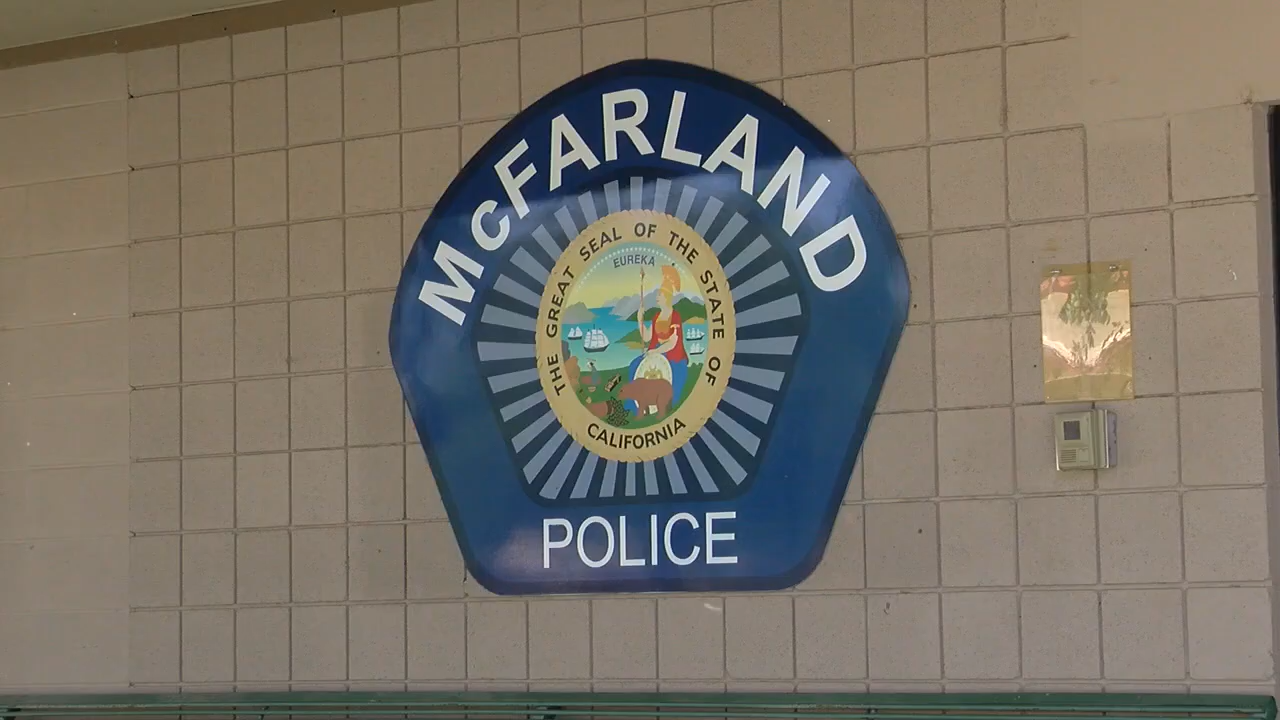 McFARLAND
THE GREAT SEAL OF THE STATE OF
EUREKA
CALIFORNIA
POLICE